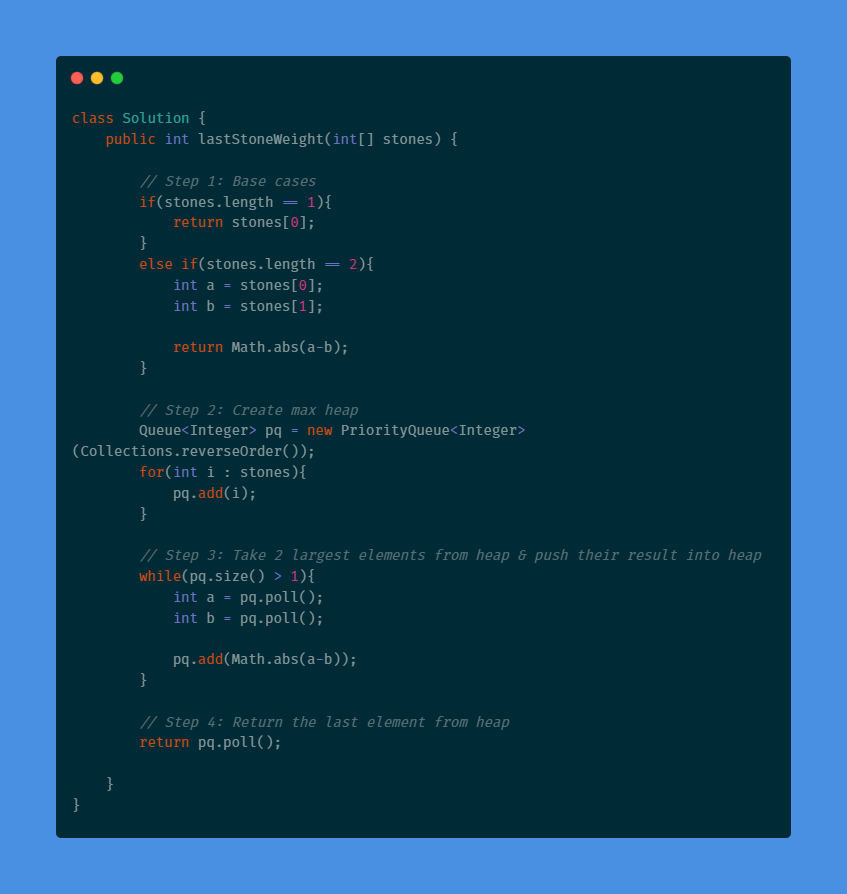 class Solution {
    public int lastStoneWeight(int[] stones) {

        // Step 1: Base cases
        if(stones.length == 1){
            return stones[0];
        }
        else if(stones.length == 2){
            int a = stones[0];
            int b = stones[1];

            return Math.abs(a-b);
        }

        // Step 2: Create max heap
        Queue<Integer> pq = new PriorityQueue<Integer>
(Collections.reverseOrder());
        for(int i : stones){
            pq.add(i);
        }

        // Step 3: Take 2 largest elements from heap & push their result into heap
        while(pq.size() > 1){
            int a = pq.poll();
            int b = pq.poll();

            pq.add(Math.abs(a-b));
        }

        // Step 4: Return the last element from heap
        return pq.poll();

    }
}